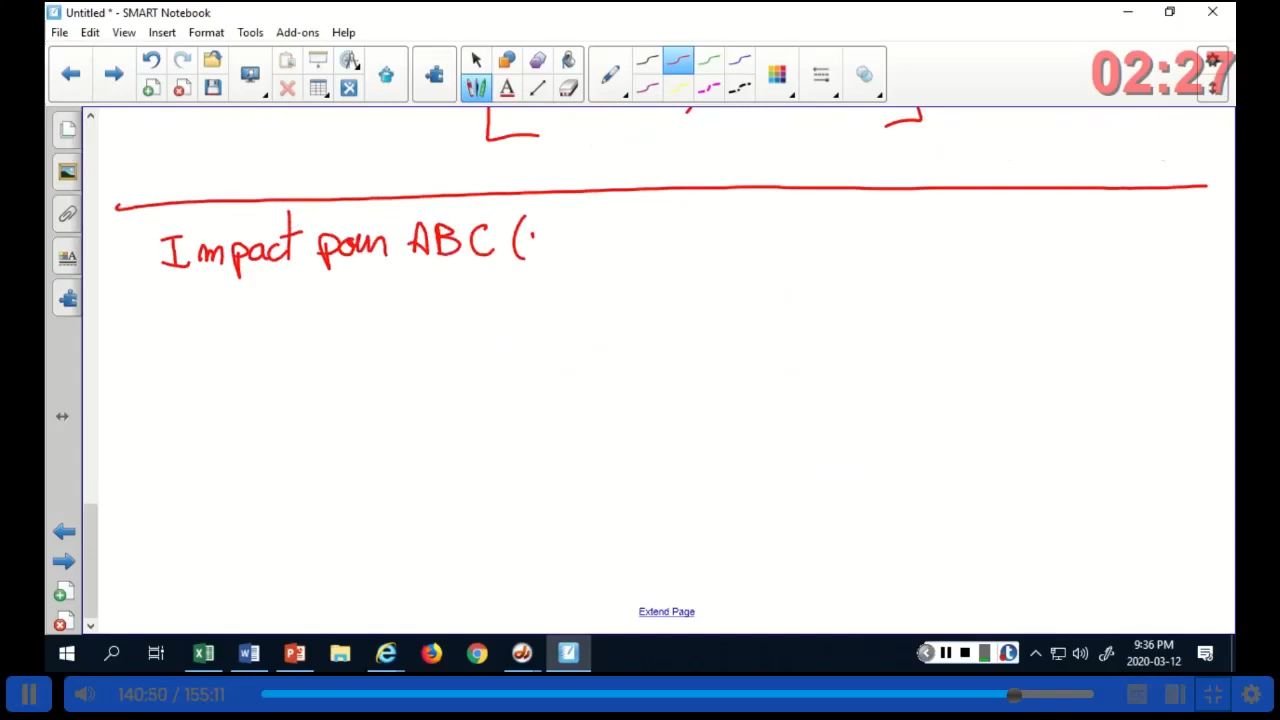 Untitled * - SMART Notebook
File Edit View Insert Format Tools Add-ons Help
02:27
Impact pour ABC (
Extend Page
9:36 PM
2020-03-12
140:50 / 155:11